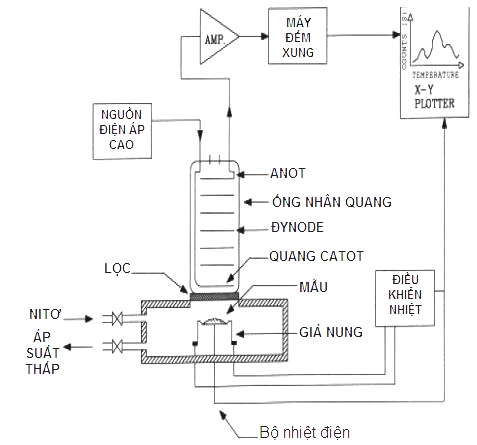 AMP.
MÁY
ĐẾM
XUNG
COUNTS (S)
TEMPERATURE
X-Y
PLOTTER
NGUỒN
ĐIỆN ÁP
CAO
ANOT
ỐNG NHÂN QUANG
ĐYNODE
QUANG CATOT
LỌC
MẪU
NITƠ
ÁP
SUẤT
THẤP
GIÁ NUNG
ĐIỀU
KHIỂN
NHIỆT
Bộ nhiệt điện